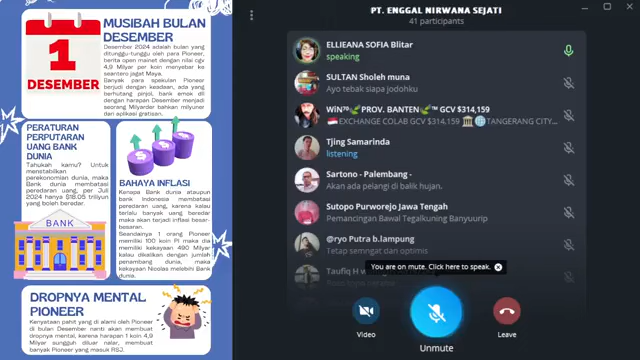 MUSIBAH BULAN
DESEMBER
Desember 2024 adalah bulan yang
ditunggu-tunggu oleh para Pioneer,
berita open mainet dengan nilai cgv
4,9 Milyar per koin menyebar ke
seantero jagat Maya.
Banyak para spekulan Pioneer
berjudi dengan keadaan, ada yang
berhutang pinjol, bank emok dll
dengan harapan Desember menjadi
seorang Milyarder bahkan milyuner
dan aplikasi gratisan.
1
DESEMBER
PERATURAN
PERPUTARAN
UANG BANK
DUNIA
Tahukah kamu? Untuk
menstabilkan
perekonomian dunia, maka
Bank dunia membatasi
peredaran uang, per Juli
2024 hanya $18.05 trilliyun
yang boleh beredar.
BANK
BAHAYA INFLASI
Kenapa Bank dunia ataupun
bank Indonesia membatasi
peredaran uang, karena kalau
terlalu banyak uang beredar
maka akan terjadi inflasi besar-
besaran.
Seandainya 1 orang Pioneer
memiliki 100 koin PI maka dia
memiliki kekayaan 490 Milyar
kalau dikalikan dengan jumlah
penambang dunia, maka
kekayaan Nicolas melebihi Bank
dunia.
DROPNYA MENTAL
PIONEER
Kenyataan pahit yang di alami oleh Pioneer
di bulan Desember nanti akan membuat
dropnya mental, karena harapan 1 koin 4,9
Milyar sungguh diluar nalar, membuat
banyak Pioneer yang masuk RSJ.
PT. ENGGAL NIRWANA SEJATI
41 participants
ELLIEANA SOFIA Blitar
speaking
SULTAN Sholeh muna
Ayo tebak siapa jodohku
WiN⁷⁰🌿PROV. BANTEN🌿™ GCV $314,159
🇮🇩EXCHANGE COLAB GCV $314.159 🏛️🌐TANGERANG CITY...
Tjing Samarinda
listening
Sartono - Palembang -
Akan ada pelangi di balik hujan.
Sutopo Purworejo Jawa Tengah
Pemancingan Bawal Tegalkuning Banyuurip
@ryo Putra b.lampung
Tetap semngat dan optimis
Taufiq H v
You are on mute. Click here to speak.
Video
Unmute
Leave